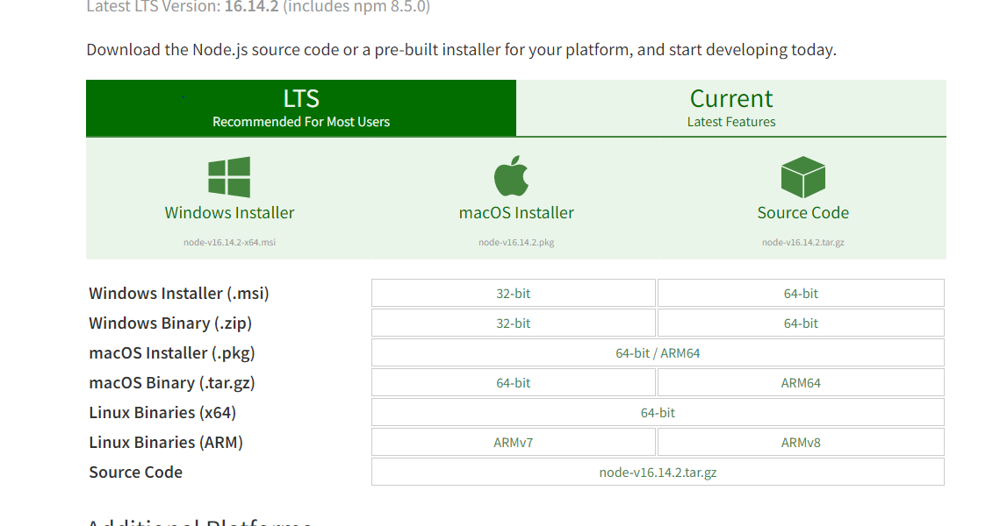 Latest LTS Version: 16.14.2 (includes npm 8.5.0)
Download the Node.js source code or a pre-built installer for your platform, and start developing today.
LTS
Recommended For Most Users
Current
Latest Features
Windows Installer
node-v16.14.2-x64.msi
macOS Installer
node-v16.14.2.pkg
Source Code
node-v16.14.2.tar.gz
Windows Installer (.msi) 32-bit 64-bit
Windows Binary (.zip) 32-bit 64-bit
macOS Installer (.pkg) 64-bit / ARM64
macOS Binary (.tar.gz) 64-bit ARM64
Linux Binaries (x64) 64-bit
Linux Binaries (ARM) ARMv7 ARMv8
Source Code node-v16.14.2.tar.gz
Additional Platforms